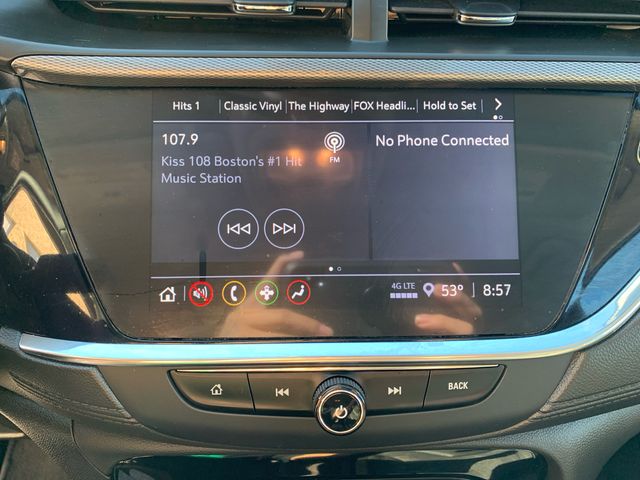 Hits 1 Classic Vinyl The Highway FOX Headli... Hold to Set
107.9
FM
Kiss 108 Boston's #1 Hit
Music Station
No Phone Connected
4G LTE 53° 8:57
BACK